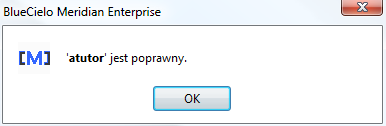 BlueCielo Meridian Enterprise
[M] 'atutor' jest poprawny.
OK